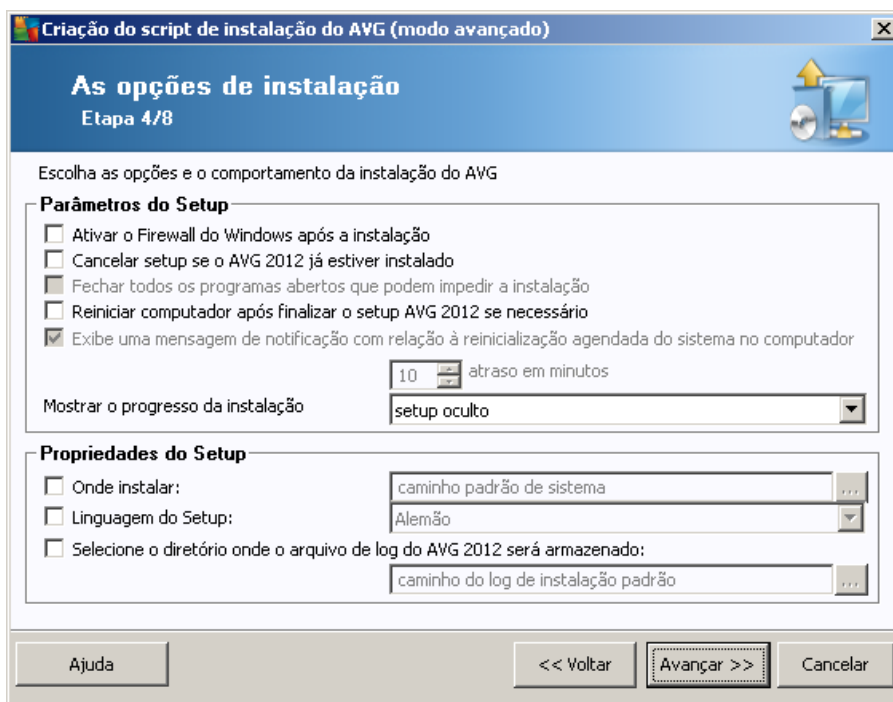 Criação do script de instalação do AVG (modo avançado)
As opções de instalação
Etapa 4/8
Escolha as opções e o comportamento da instalação do AVG
Parâmetros do Setup
Ativar o Firewall do Windows após a instalação
Cancelar setup se o AVG 2012 já estiver instalado
Fechar todos os programas abertos que podem impedir a instalação
Reiniciar computador após finalizar o setup AVG 2012 se necessário
Exibe uma mensagem de notificação com relação à reinicialização agendada do sistema no computador
10 atraso em minutos
Mostrar o progresso da instalação setup oculto
Propriedades do Setup
Onde instalar: caminho padrão de sistema ...
Linguagem do Setup: Alemão
Selecione o diretório onde o arquivo de log do AVG 2012 será armazenado:
caminho do log de instalação padrão ...
Ajuda << Voltar Avançar >> Cancelar